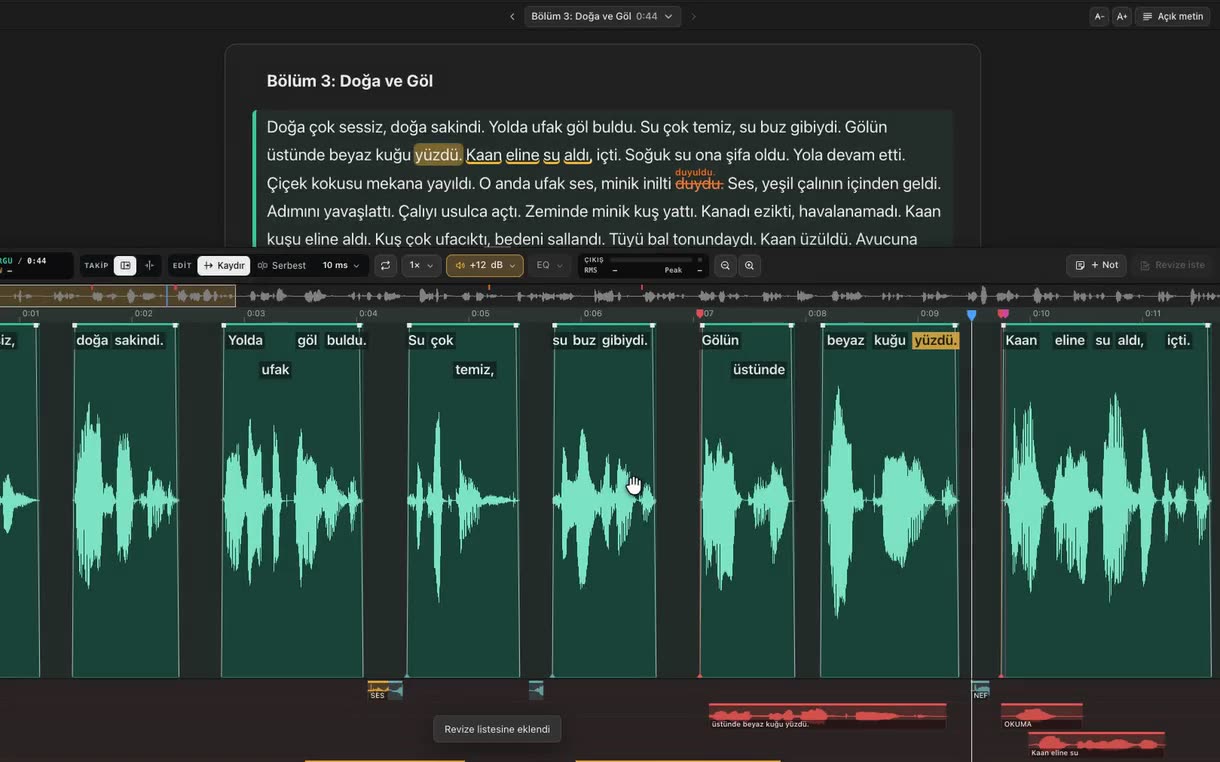 Bölüm 3: Doğa ve Göl 0:44
A- A+ Açık metin
Bölüm 3: Doğa ve Göl
Doğa çok sessiz, doğa sakindi. Yolda ufak göl buldu. Su çok temiz, su buz gibiydi. Gölün
üstünde beyaz kuğu yüzdü. Kaan eline su aldı, içti. Soğuk su ona şifa oldu. Yola devam etti.
duyuldu.
Çiçek kokusu mekana yayıldı. O anda ufak ses, minik inilti duydu. Ses, yeşil çalının içinden geldi.
Adımını yavaşlattı. Çalıyı usulca açtı. Zeminde minik kuş yattı. Kanadı ezikti, havalanamadı. Kaan
kuşu eline aldı. Kuş çok ufacıktı, bedeni sallandı. Tüyü bal tonundaydı. Kaan üzüldü. Avucuna
RGU / 0:44
TAKİP EDİT Kaydır Serbest 10 ms 1× +12 dB EQ
ÇIKIŞ
RMS – Peak –
+ Not Revize iste
0:01 0:02 0:03 0:04 0:05 0:06 0:07 0:08 0:09 0:10 0:11
iz, doğa sakindi. Yolda göl buldu. Su çok su buz gibiydi. Gölün beyaz kuğu yüzdü. Kaan eline su aldı, içti.
ufak temiz, üstünde
SES
NEF
üstünde beyaz kuğu yüzdü.
OKUMA
Kaan eline su
Revize listesine eklendi